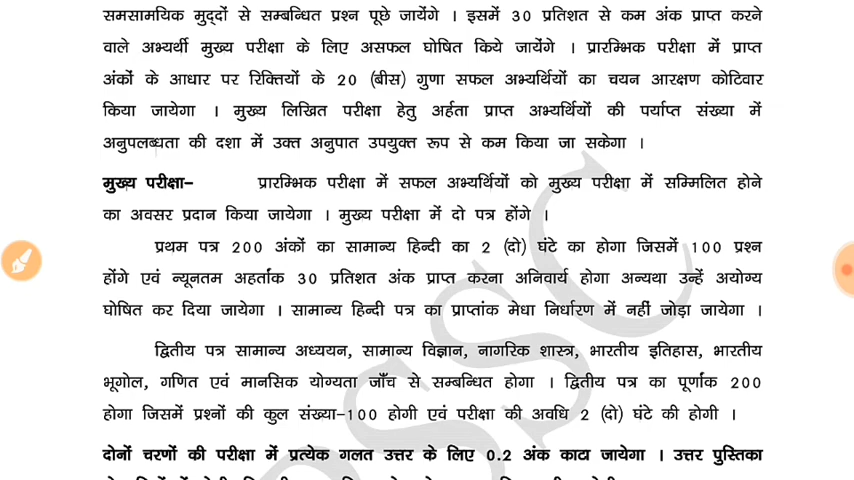 समसामयिक मुद्दों से सम्बन्धित प्रश्न पूछे जायेंगे । इसमें 30 प्रतिशत से कम अंक प्राप्त करने
वाले अभ्यर्थी मुख्य परीक्षा के लिए असफल घोषित किये जायेंगे । प्रारम्भिक परीक्षा में प्राप्त
अंकों के आधार पर रिक्तियों के 20 (बीस) गुणा सफल अभ्यर्थियों का चयन आरक्षण कोटिवार
किया जायेगा । मुख्य लिखित परीक्षा हेतु अर्हता प्राप्त अभ्यर्थियों की पर्याप्त संख्या में
अनुपलब्धता की दशा में उक्त अनुपात उपयुक्त रूप से कम किया जा सकेगा ।
मुख्य परीक्षा– प्रारम्भिक परीक्षा में सफल अभ्यर्थियों को मुख्य परीक्षा में सम्मिलित होने
का अवसर प्रदान किया जायेगा । मुख्य परीक्षा में दो पत्र होंगे ।
प्रथम पत्र 200 अंकों का सामान्य हिन्दी का 2 (दो) घंटे का होगा जिसमें 100 प्रश्न
होंगे एवं न्यूनतम अहर्तांक 30 प्रतिशत अंक प्राप्त करना अनिवार्य होगा अन्यथा उन्हें अयोग्य
घोषित कर दिया जायेगा । सामान्य हिन्दी पत्र का प्राप्तांक मेधा निर्धारण में नहीं जोड़ा जायेगा ।
द्वितीय पत्र सामान्य अध्ययन, सामान्य विज्ञान, नागरिक शास्त्र, भारतीय इतिहास, भारतीय
भूगोल, गणित एवं मानसिक योग्यता जाँच से सम्बन्धित होगा । द्वितीय पत्र का पूर्णांक 200
होगा जिसमें प्रश्नों की कुल संख्या–100 होगी एवं परीक्षा की अवधि 2 (दो) घंटे की होगी ।
दोनों चरणों की परीक्षा में प्रत्येक गलत उत्तर के लिए 0.2 अंक काटा जायेगा । उत्तर पुस्तिका